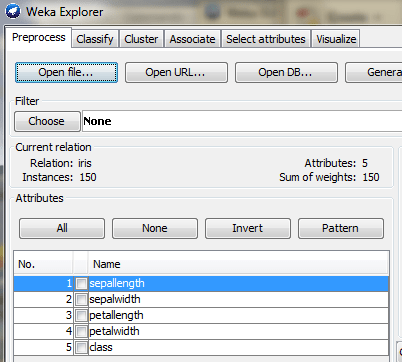 Weka Explorer
Preprocess Classify Cluster Associate Select attributes Visualize
Open file... Open URL... Open DB... Genera
Filter
Choose None
Current relation
Relation: iris Attributes: 5
Instances: 150 Sum of weights: 150
Attributes
All None Invert Pattern
No. Name
1 sepallength
2 sepalwidth
3 petallength
4 petalwidth
5 class